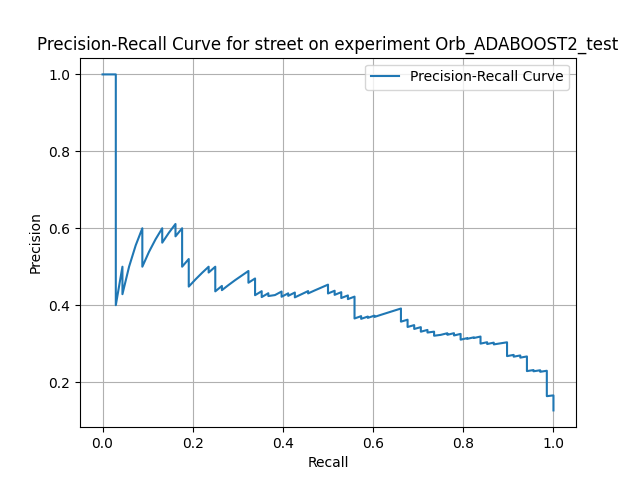 Precision-Recall Curve for street on experiment Orb_ADABOOST2_test
Precision-Recall Curve
1.0
0.8
0.6
0.4
0.2
Precision
0.0 0.2 0.4 0.6 0.8 1.0
Recall